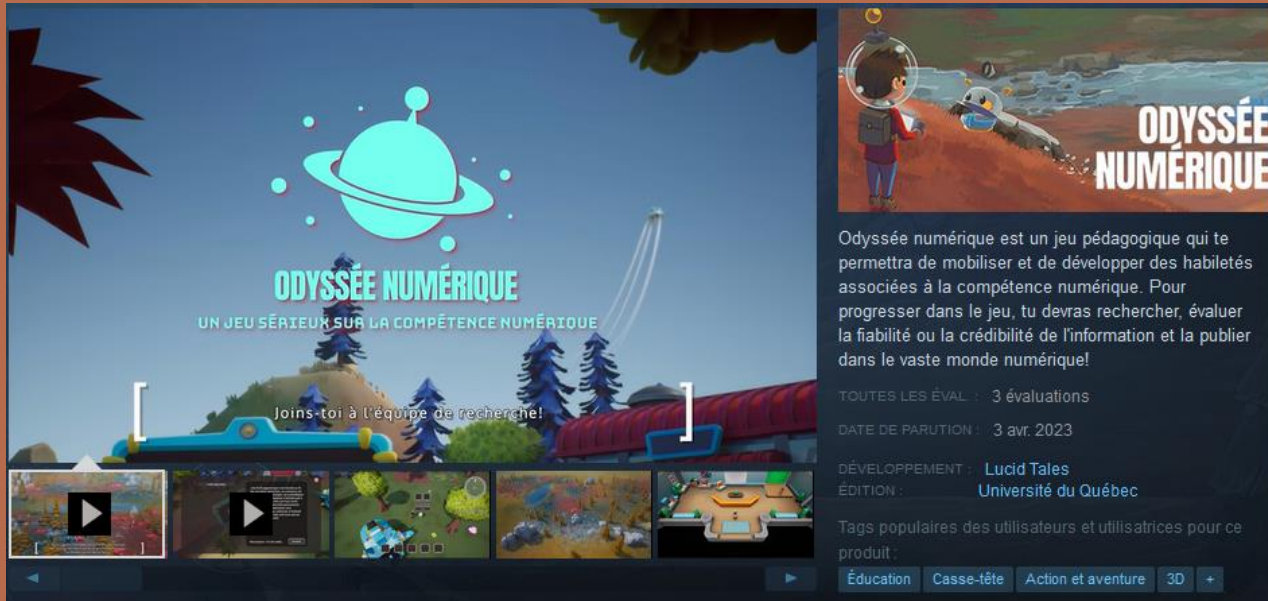 ODYSSÉE NUMÉRIQUE
UN JEU SÉRIEUX SUR LA COMPÉTENCE NUMÉRIQUE
Joins-toi à l'équipe de recherche!
ODYSSÉE
NUMÉRIQUE
Odyssée numérique est un jeu pédagogique qui te
permettra de mobiliser et de développer des habiletés
associées à la compétence numérique. Pour
progresser dans le jeu, tu devras rechercher, évaluer
la fiabilité ou la crédibilité de l'information et la publier
dans le vaste monde numérique!
TOUTES LES ÉVAL. : 3 évaluations
DATE DE PARUTION : 3 avr. 2023
DÉVELOPPEMENT : Lucid Tales
ÉDITION : Université du Québec
Tags populaires des utilisateurs et utilisatrices pour ce
produit :
Éducation Casse-tête Action et aventure 3D +